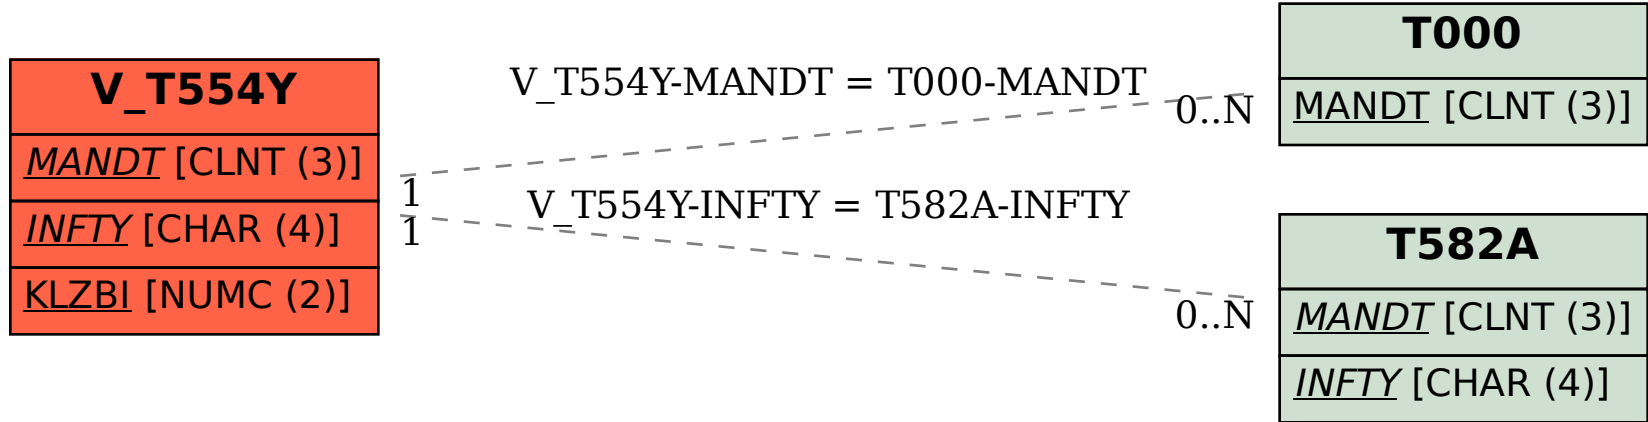 V_T554Y
MANDT [CLNT (3)]
INFTY [CHAR (4)]
KLZBI [NUMC (2)]
V_T554Y-MANDT = T000-MANDT
0..N
1
V_T554Y-INFTY = T582A-INFTY
1
0..N
T000
MANDT [CLNT (3)]
T582A
MANDT [CLNT (3)]
INFTY [CHAR (4)]